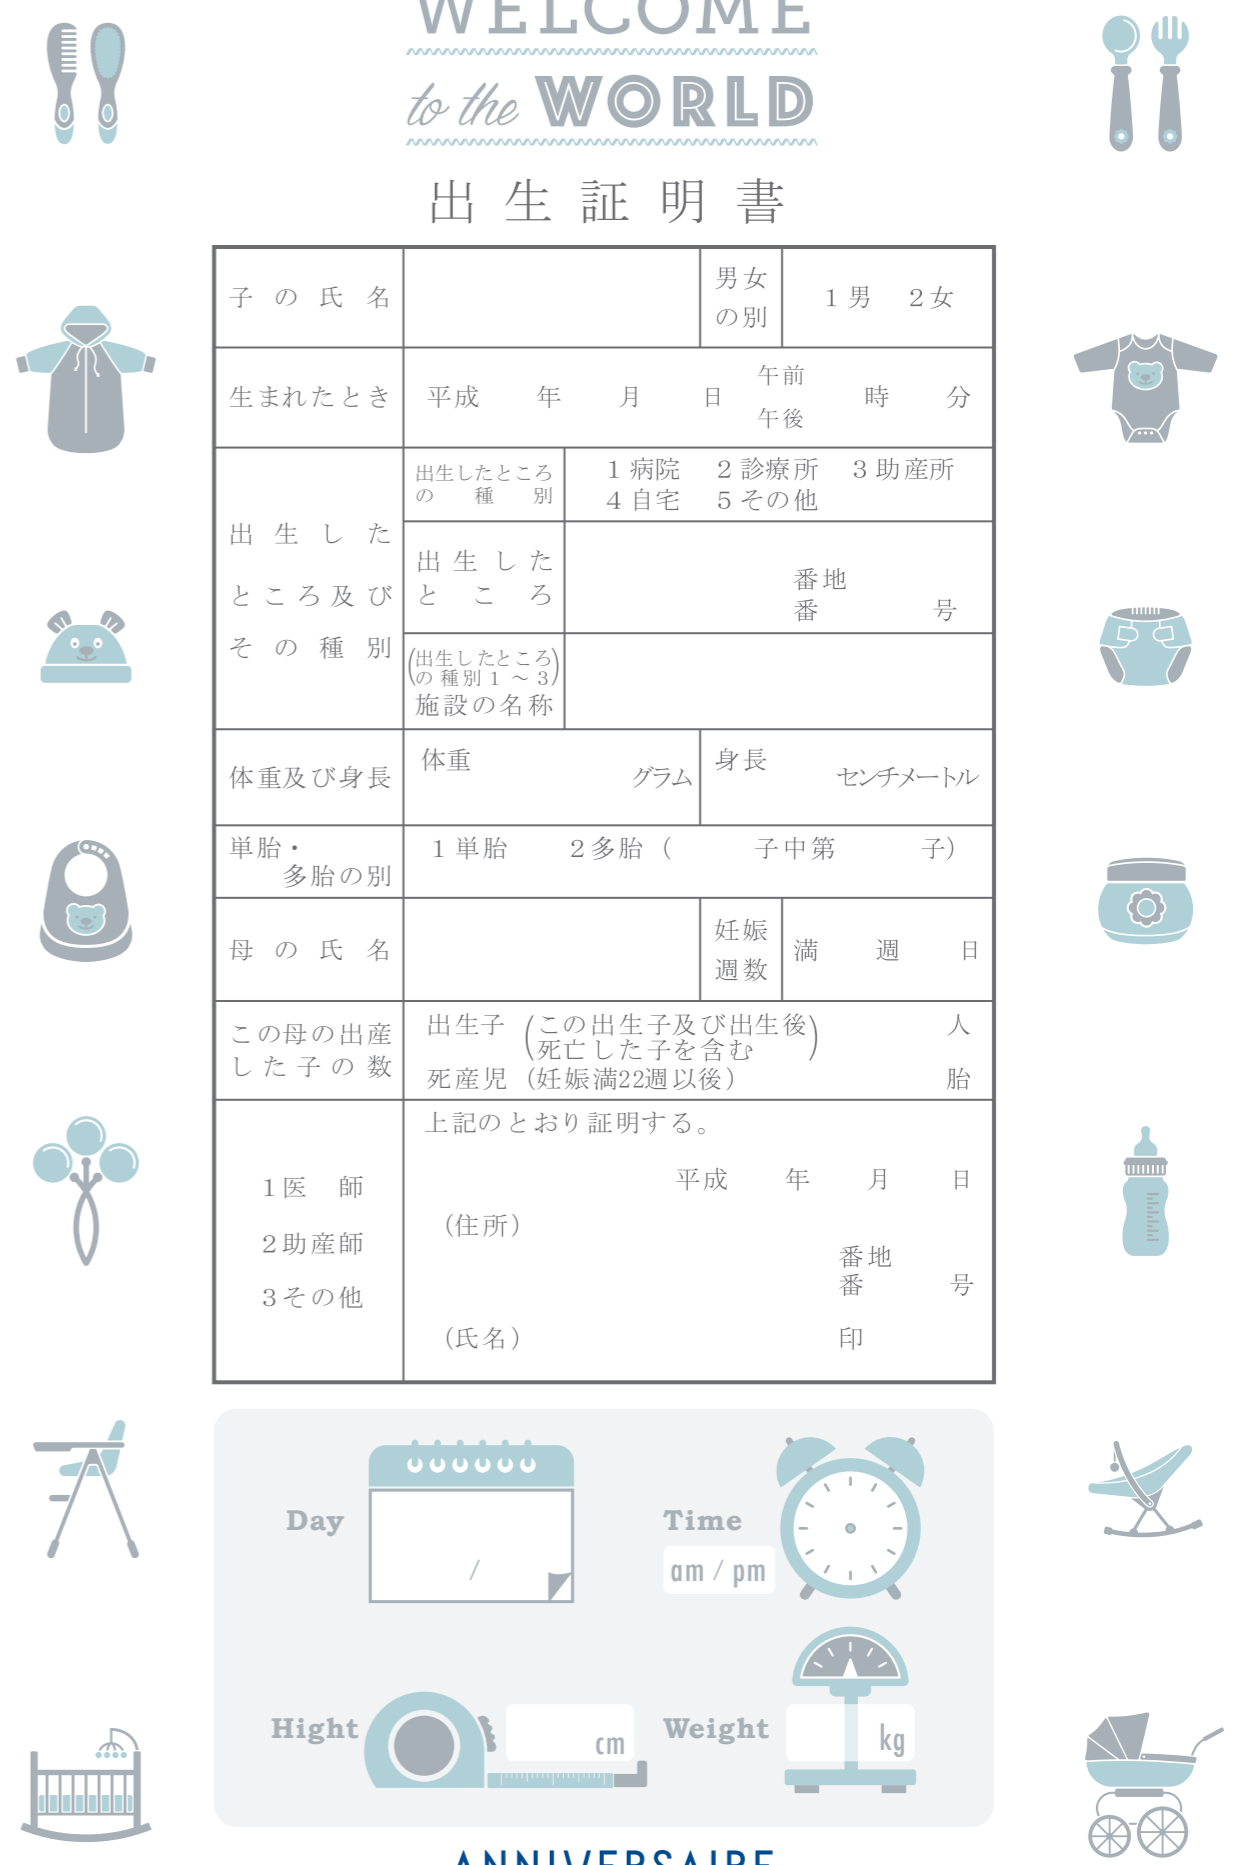 WELCOME
to the WORLD
出生証明書
子の氏名
男女
の別
1男 2女
生まれたとき
平成 年 月 日 午前 時 分
午後
出生した
ところ及び
その種別
出生したところ
の種別
1病院 2診療所 3助産所
4自宅 5その他
出生した
ところ
番地
番 号
(出生したところ
の種別1～3)
施設の名称
体重及び身長
体重 グラム
身長 センチメートル
単胎・
多胎の別
1単胎 2多胎( 子中第 子)
母の氏名
妊娠
週数
満 週 日
この母の出産
した子の数
出生子 (この出生子及び出生後 人
死亡した子を含む)
死産児 (妊娠満22週以後) 胎
1医 師
2助産師
3その他
上記のとおり証明する。
平成 年 月 日
(住所)
番地
番 号
(氏名) 印
Day
/
Time
am / pm
Hight
cm
Weight
kg
ANNIVERSAIRE